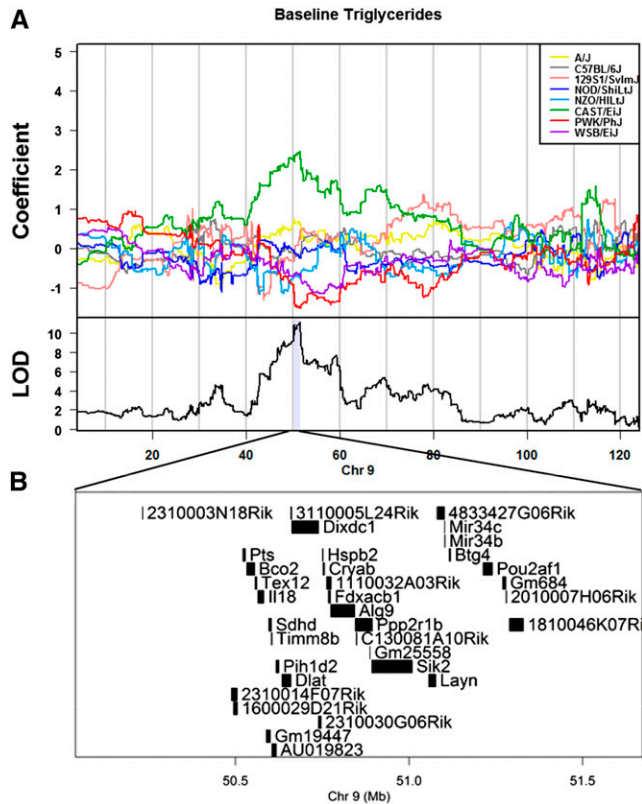 A
Baseline Triglycerides
A/J
C57BL/6J
129S1/SvImJ
NOD/ShiLtJ
NZO/HILtJ
CAST/EiJ
PWK/PhJ
WSB/EiJ
Coefficient
5
4
3
2
1
0
-1
LOD
10
8
6
4
2
0
20 40 60 80 100 120
Chr 9
B
2310003N18Rik 3110005L24Rik 4833427G06Rik
Dixdc1 Mir34c
Mir34b
Pts Hspb2 Btg4
Bco2 Cryab Pou2af1
Tex12 1110032A03Rik Gm684
Il18 Fdxacb1 2010007H06Rik
Alg9
Sdhd Ppp2r1b 1810046K07Ri
Timm8b C130081A10Rik
Gm25558
Pih1d2 Sik2
Dlat Layn
2310014F07Rik
1600029D21Rik
2310030G06Rik
Gm19447
AU019823
50.5 51.0 51.5
Chr 9 (Mb)